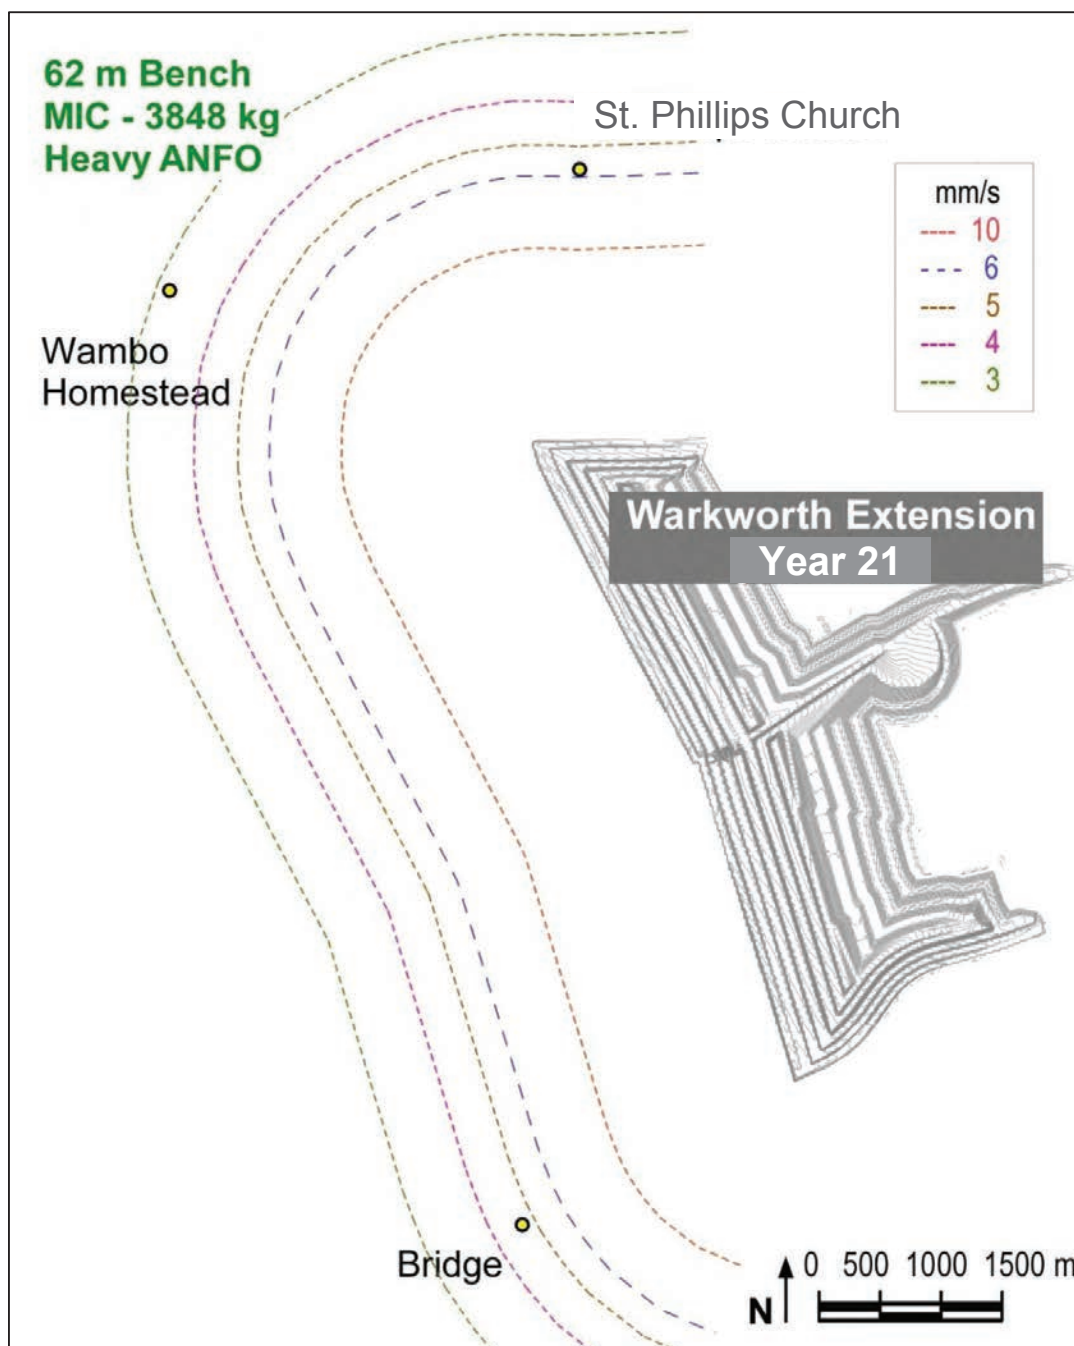 62 m Bench
MIC - 3848 kg
Heavy ANFO
St. Phillips Church
mm/s
10
6
5
4
3
Wambo
Homestead
Warkworth Extension
Year 21
Bridge
0 500 1000 1500 m
N